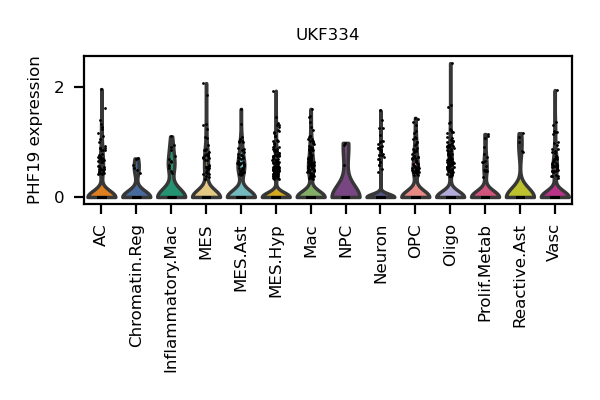 UKF334
PHF19 expression
2
0
AC
Chromatin.Reg
Inflammatory.Mac
MES
MES.Ast
MES.Hyp
Mac
NPC
Neuron
OPC
Oligo
Prolif.Metab
Reactive.Ast
Vasc